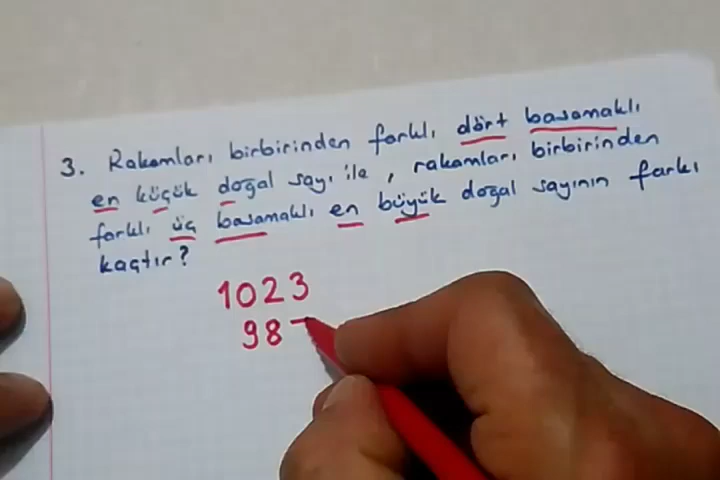 3. Rakamları birbirinden farklı dört basamaklı
en küçük doğal sayı ile, rakamları birbirinden
farklı üç basamaklı en büyük doğal sayının farkı
kaçtır?
1023
98